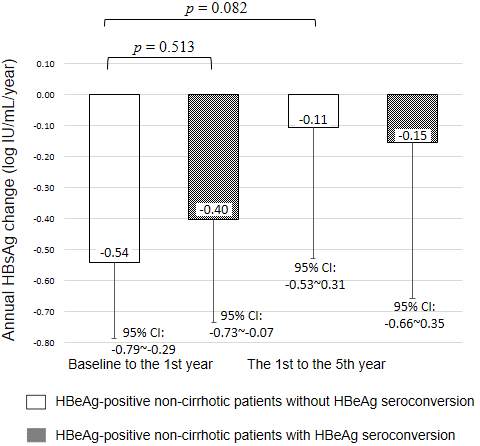 p = 0.082
p = 0.513
Annual HBsAg change (log IU/mL/year)
0.10
0.00
-0.10
-0.20
-0.30
-0.40
-0.50
-0.60
-0.70
-0.80
-0.54
-0.40
-0.11
-0.15
95% CI:
-0.79~-0.29
95% CI:
-0.73~-0.07
95% CI:
-0.53~0.31
95% CI:
-0.66~0.35
Baseline to the 1st year
The 1st to the 5th year
HBeAg-positive non-cirrhotic patients without HBeAg seroconversion
HBeAg-positive non-cirrhotic patients with HBeAg seroconversion